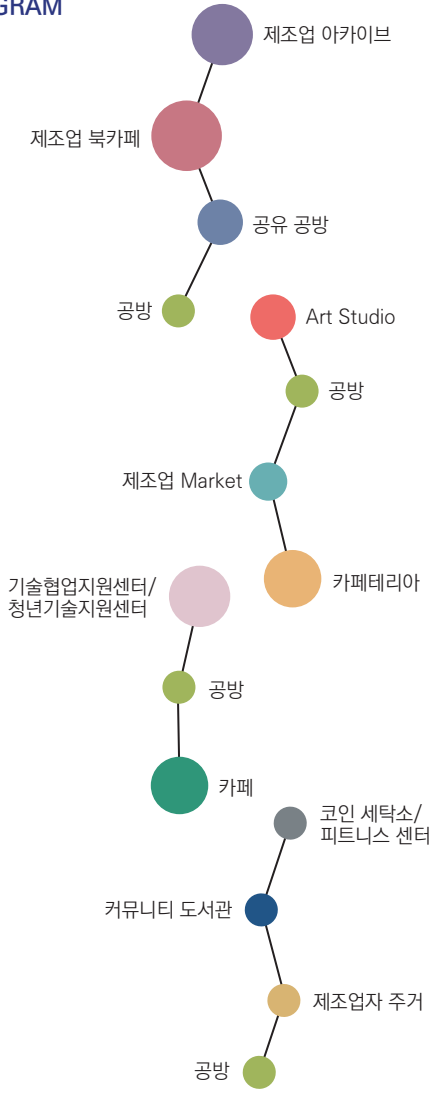 GRAM
제조업 아카이브
제조업 북카페
공유 공방
공방
Art Studio
공방
제조업 Market
카페테리아
기술협업지원센터/
청년기술지원센터
공방
카페
코인 세탁소/
피트니스 센터
커뮤니티 도서관
제조업자 주거
공방